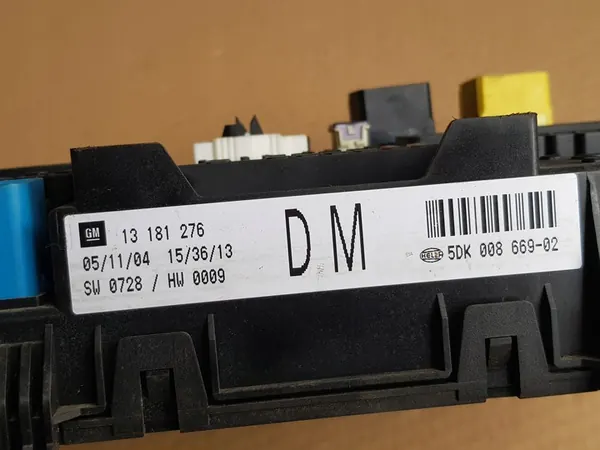 GM 13 181 276
05/11/04 15/36/13
SW 0728 / HW 0009
DM
HELLA 5DK 008 669-02